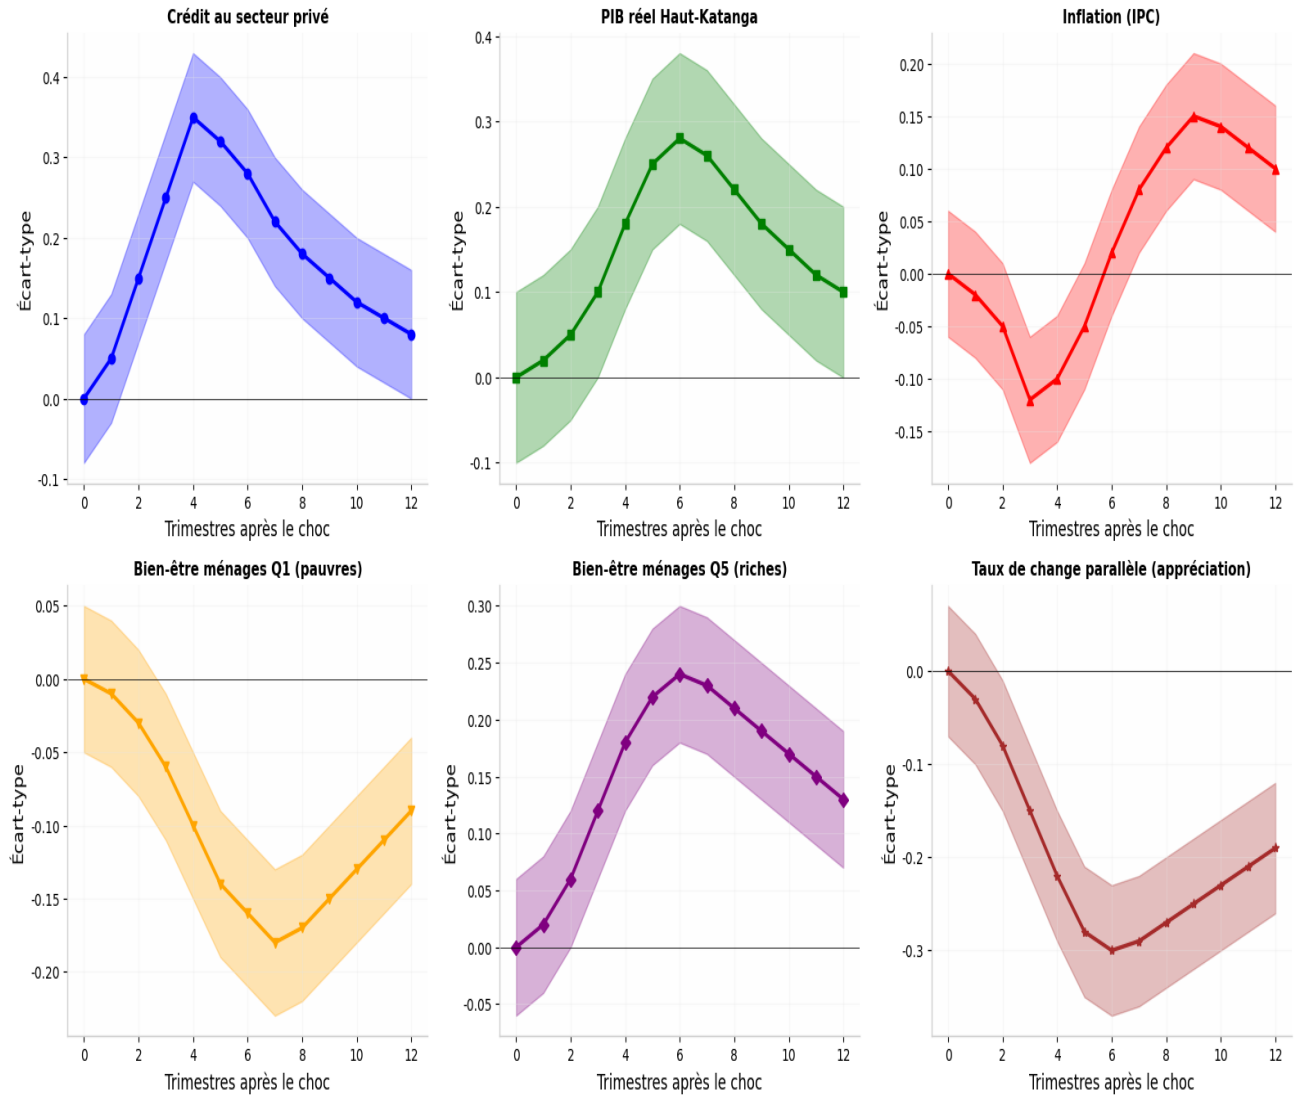 Crédit au secteur privé
Écart-type
0.4
0.3
0.2
0.1
0.0
-0.1
0 2 4 6 8 10 12
Trimestres après le choc
PIB réel Haut-Katanga
Écart-type
0.4
0.3
0.2
0.1
0.0
-0.1
0 2 4 6 8 10 12
Trimestres après le choc
Inflation (IPC)
Écart-type
0.20
0.15
0.10
0.05
0.00
-0.05
-0.10
-0.15
0 2 4 6 8 10 12
Trimestres après le choc
Bien-être ménages Q1 (pauvres)
Écart-type
0.05
0.00
-0.05
-0.10
-0.15
-0.20
0 2 4 6 8 10 12
Trimestres après le choc
Bien-être ménages Q5 (riches)
Écart-type
0.30
0.25
0.20
0.15
0.10
0.05
0.00
-0.05
0 2 4 6 8 10 12
Trimestres après le choc
Taux de change parallèle (appréciation)
Écart-type
0.0
-0.1
-0.2
-0.3
0 2 4 6 8 10 12
Trimestres après le choc